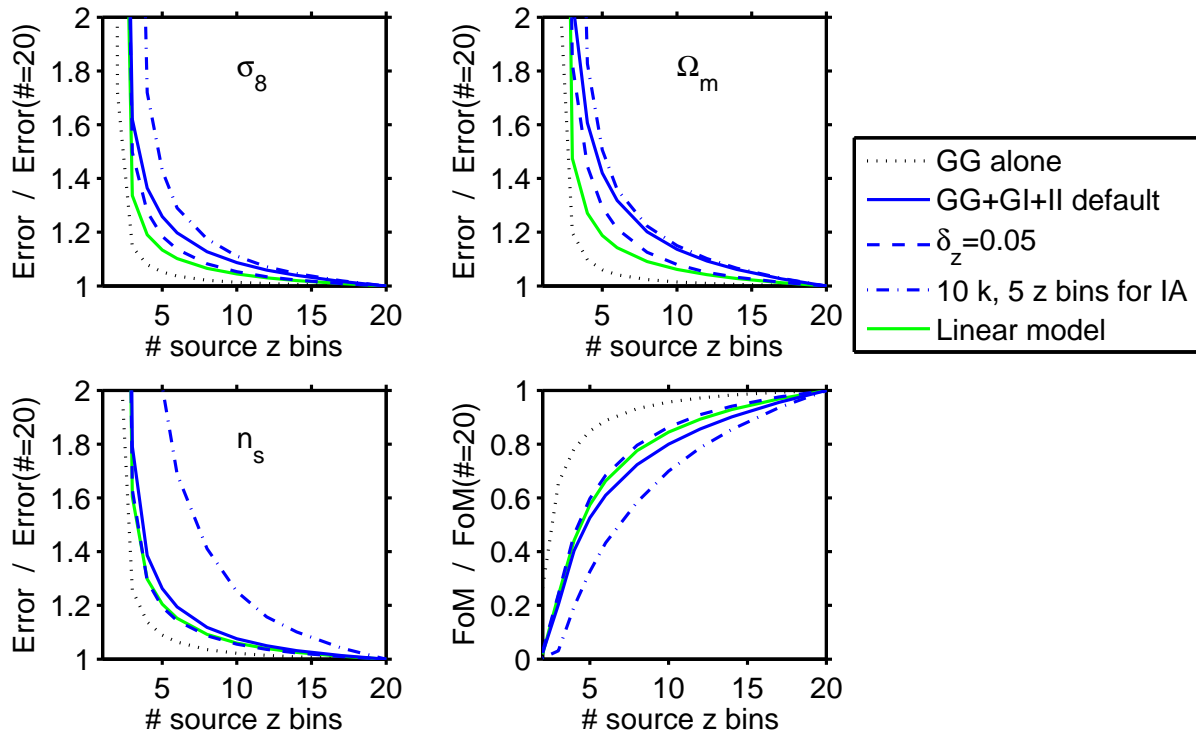 σ_8
Error / Error(#=20)
2
1.8
1.6
1.4
1.2
1
5
10
15
20
# source z bins
Ω_m
Error / Error(#=20)
2
1.8
1.6
1.4
1.2
1
5
10
15
20
# source z bins
GG alone
GG+GI+II default
δ_z=0.05
10 k, 5 z bins for IA
Linear model
n_s
Error / Error(#=20)
2
1.8
1.6
1.4
1.2
1
5
10
15
20
# source z bins
FoM / FoM(#=20)
1
0.8
0.6
0.4
0.2
0
5
10
15
20
# source z bins